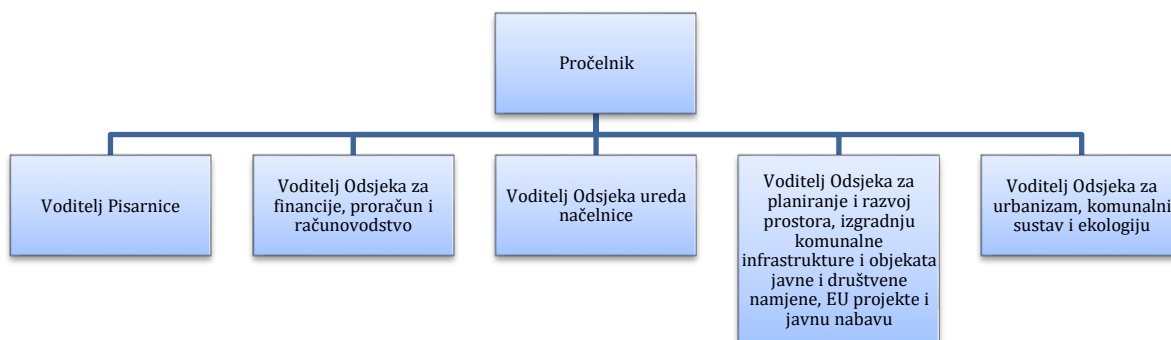 Pročelnik
Voditelj Pisarnice
Voditelj Odsjeka za
financije, proračun i
računovodstvo
Voditelj Odsjeka ureda
načelnice
Voditelj Odsjeka za
planiranje i razvoj
prostora, izgradnju
komunalne
infrastrukture i objekata
javne i društvene
namjene, EU projekte i
javnu nabavu
Voditelj Odsjeka za
urbanizam, komunalni
sustav i ekologiju